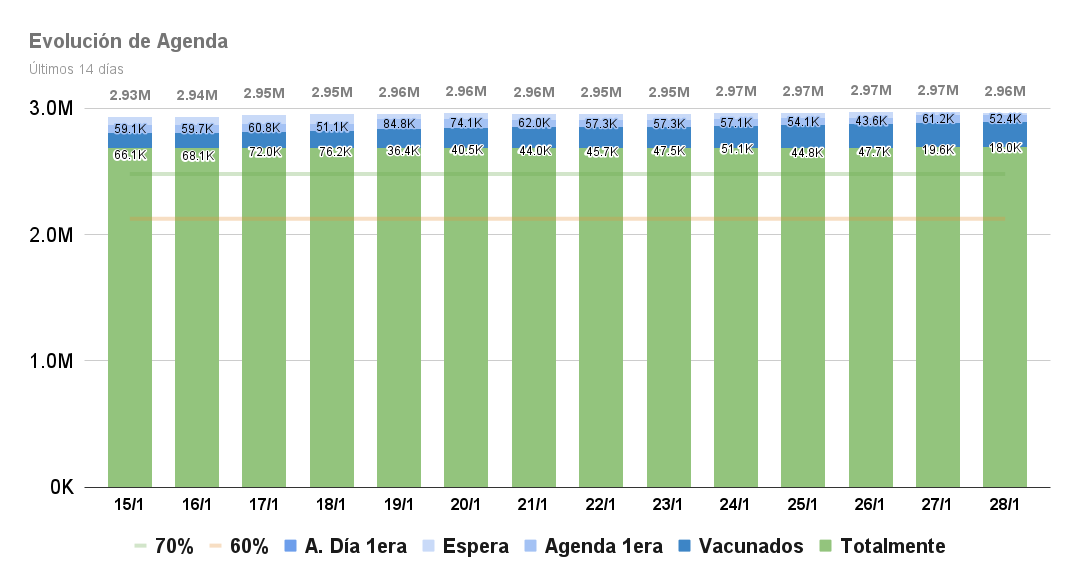 Evolución de Agenda
Últimos 14 días
2.93M 2.94M 2.95M 2.95M 2.96M 2.96M 2.96M 2.95M 2.95M 2.97M 2.97M 2.97M 2.97M 2.96M
3.0M
59.1K 59.7K 60.8K 51.1K 84.8K 74.1K 62.0K 57.3K 57.3K 57.1K 54.1K 43.6K 61.2K 52.4K
66.1K 68.1K 72.0K 76.2K 36.4K 40.5K 44.0K 45.7K 47.5K 51.1K 44.8K 47.7K 19.6K 18.0K
2.0M
1.0M
0K
15/1 16/1 17/1 18/1 19/1 20/1 21/1 22/1 23/1 24/1 25/1 26/1 27/1 28/1
70% 60% A. Día 1era Espera Agenda 1era Vacunados Totalmente